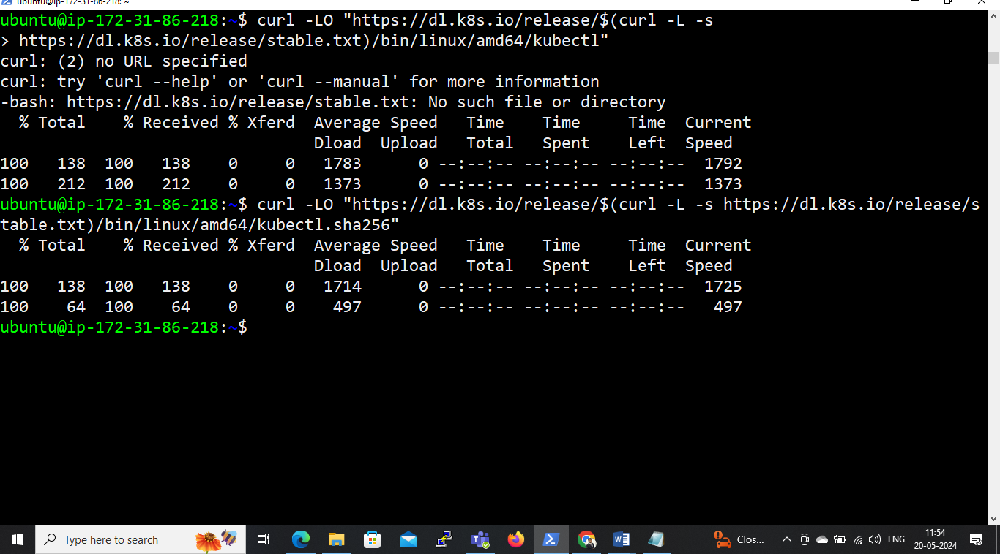 ubuntu@ip-172-31-86-218: ~
ubuntu@ip-172-31-86-218:~$ curl -LO "https://dl.k8s.io/release/$(curl -L -s
> https://dl.k8s.io/release/stable.txt)/bin/linux/amd64/kubectl"
curl: (2) no URL specified
curl: try 'curl --help' or 'curl --manual' for more information
-bash: https://dl.k8s.io/release/stable.txt: No such file or directory
  % Total    % Received % Xferd  Average Speed   Time    Time     Time  Current
                                 Dload  Upload   Total   Spent    Left  Speed
100   138  100   138    0     0   1783      0 --:--:-- --:--:-- --:--:--  1792
100   212  100   212    0     0   1373      0 --:--:-- --:--:-- --:--:--  1373
ubuntu@ip-172-31-86-218:~$ curl -LO "https://dl.k8s.io/release/$(curl -L -s https://dl.k8s.io/release/s
table.txt)/bin/linux/amd64/kubectl.sha256"
  % Total    % Received % Xferd  Average Speed   Time    Time     Time  Current
                                 Dload  Upload   Total   Spent    Left  Speed
100   138  100   138    0     0   1714      0 --:--:-- --:--:-- --:--:--  1725
100    64  100    64    0     0    497      0 --:--:-- --:--:-- --:--:--   497
ubuntu@ip-172-31-86-218:~$
Type here to search
Clos...
ENG
11:54
20-05-2024